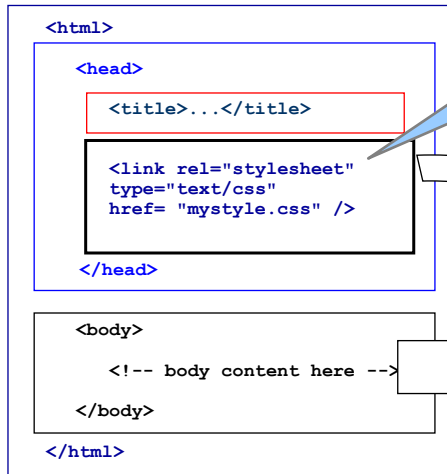 <html>
<head>
<title>...</title>
<link rel="stylesheet"
type="text/css"
href= "mystyle.css" />
</head>
<body>
<!-- body content here -->
</body>
</html>